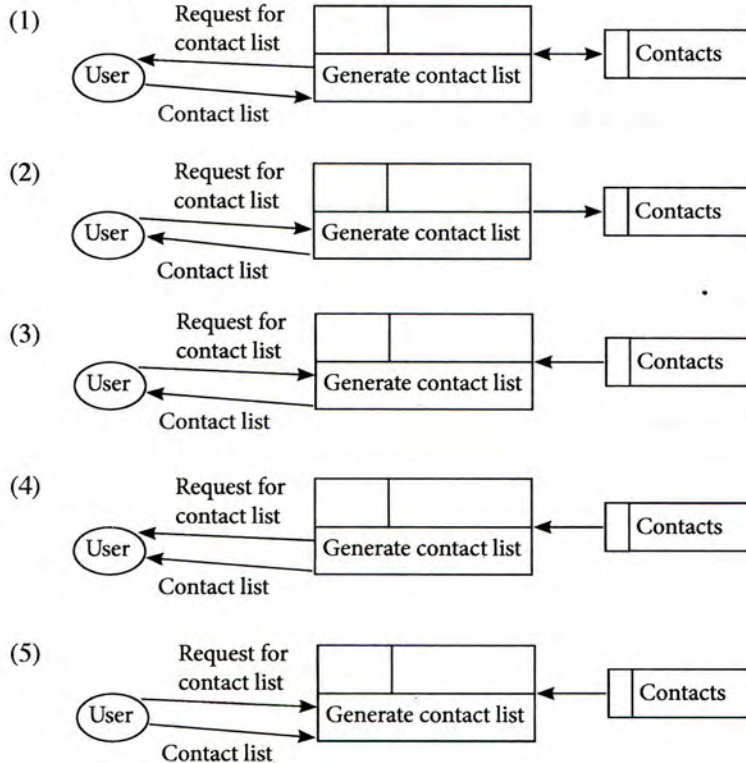 (1)
Request for
contact list
User
Generate contact list
Contacts
Contact list
(2)
Request for
contact list
User
Generate contact list
Contacts
Contact list
(3)
Request for
contact list
User
Generate contact list
Contacts
Contact list
(4)
Request for
contact list
User
Generate contact list
Contacts
Contact list
(5)
Request for
contact list
User
Generate contact list
Contacts
Contact list